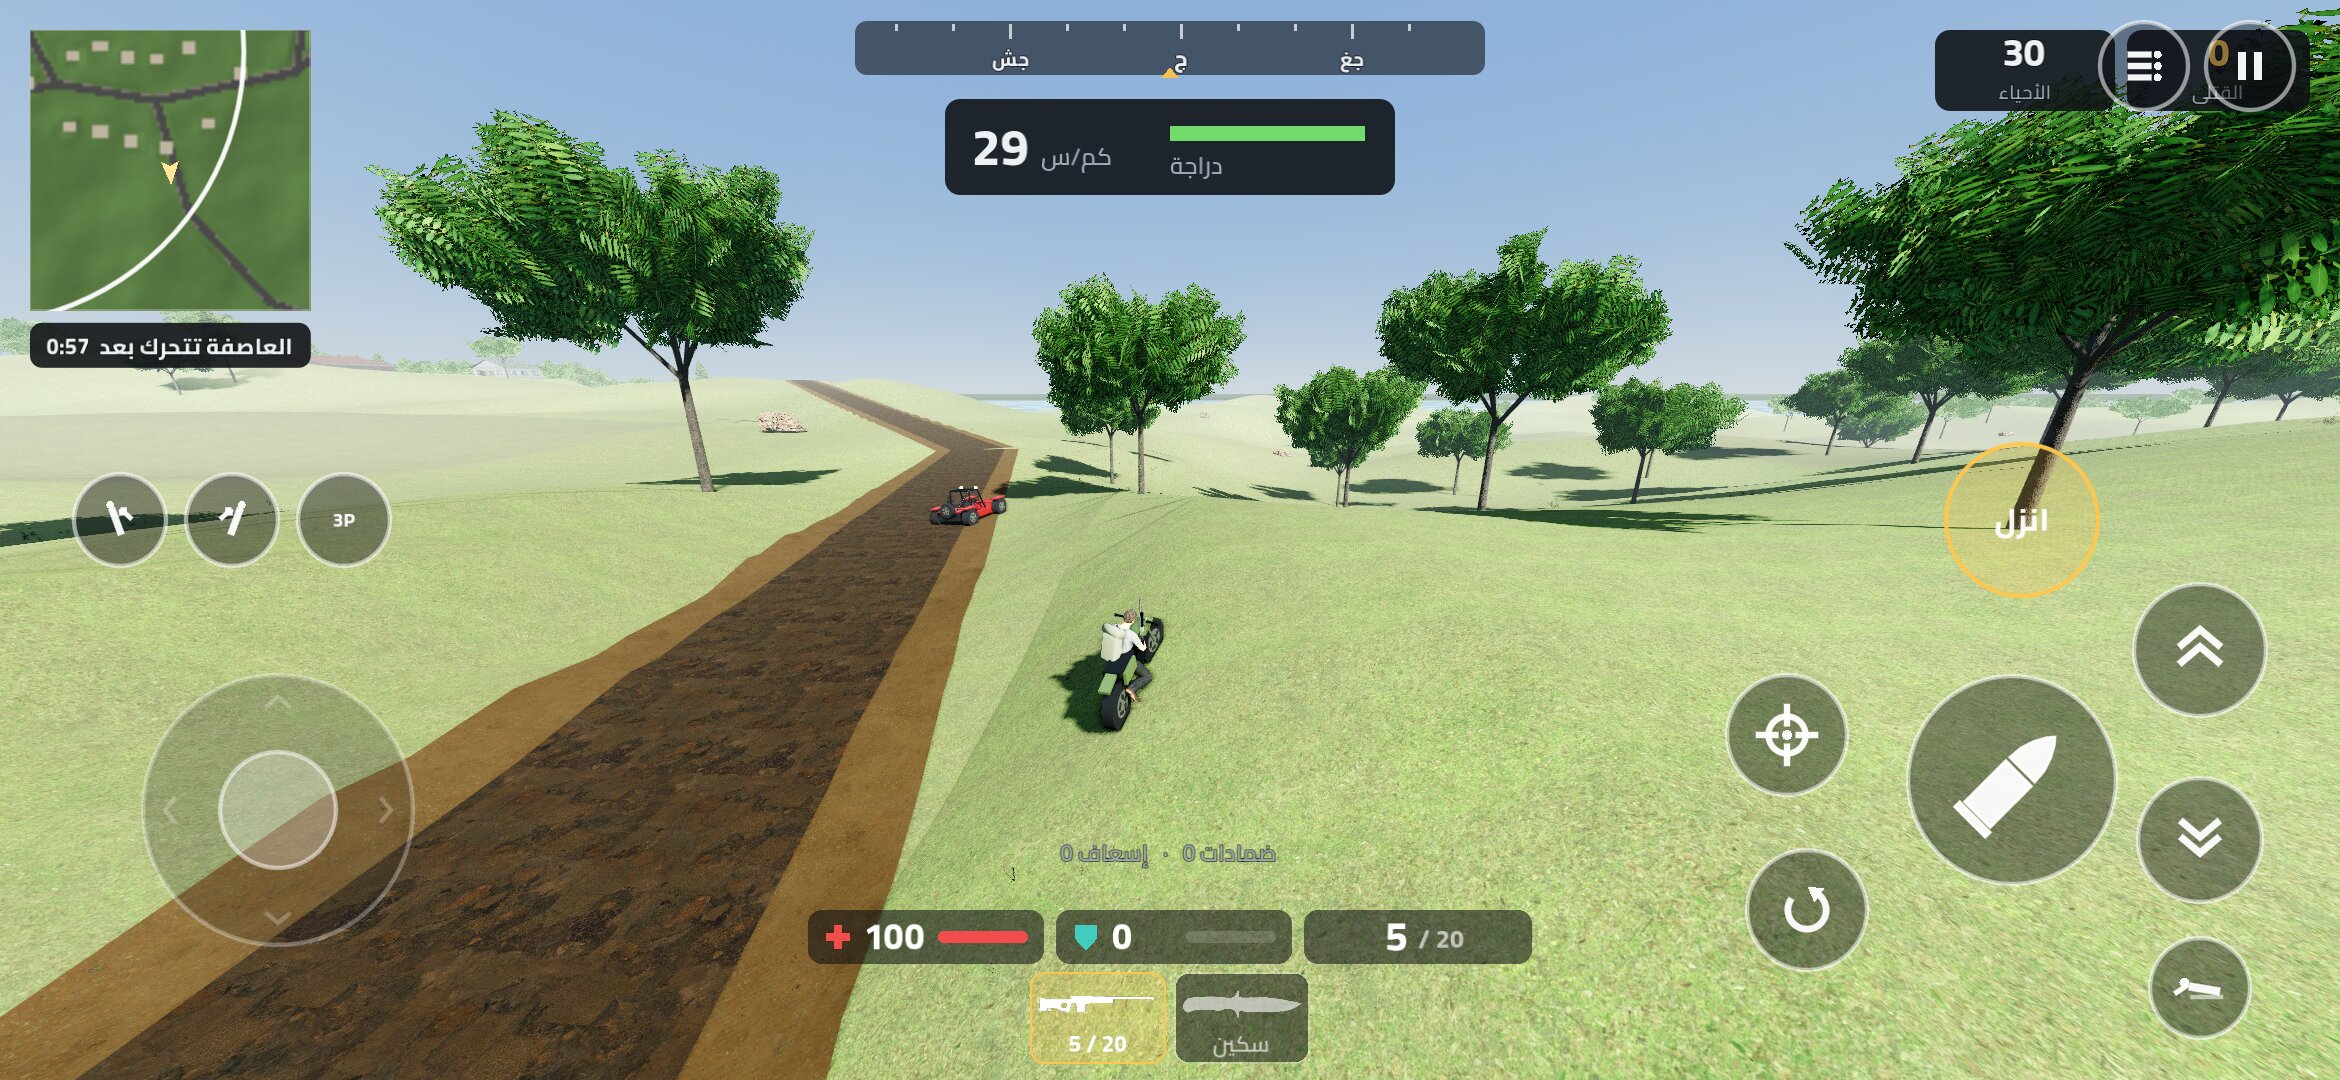 جش
ج
جغ
29 كم/س
دراجة
30
الأحياء
0
القتلى
العاصفة تتحرك بعد 0:57
3P
انزل
ضمادات 0 · إسعاف 0
100
0
5 / 20
5 / 20
سكين